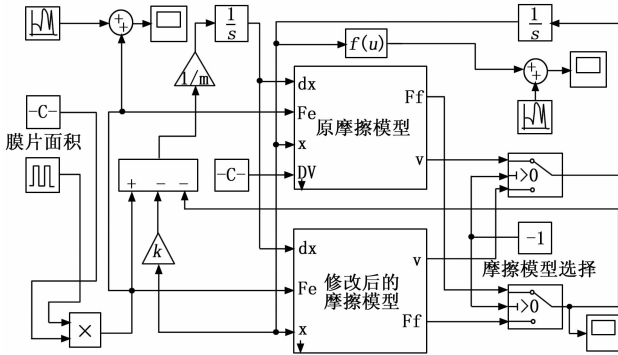 1
s
1
s
f(u)
1/m
dx
Fe
x
DV
原摩擦模型
Ff
v
-C-
膜片面积
-C-
+ - -
>0
-1
摩擦模型选择
k
dx
Fe
x
修改后的
摩擦模型
v
Ff
>0
×